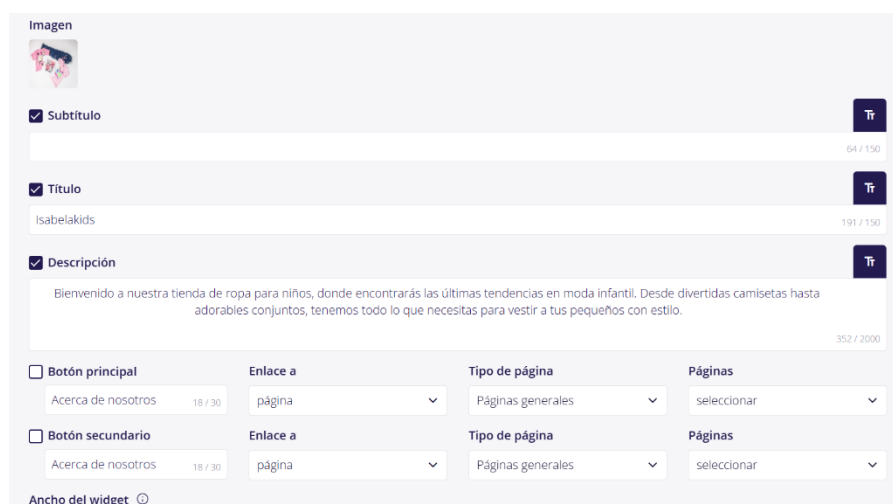 Imagen
Subtítulo
Tт
64 / 150
Título
Tт
Isabelakids
191 / 150
Descripción
Tт
Bienvenido a nuestra tienda de ropa para niños, donde encontrarás las últimas tendencias en moda infantil. Desde divertidas camisetas hasta
adorables conjuntos, tenemos todo lo que necesitas para vestir a tus pequeños con estilo.
352 / 2000
Botón principal Enlace a Tipo de página Páginas
Acerca de nosotros 18 / 30 página Páginas generales seleccionar
Botón secundario Enlace a Tipo de página Páginas
Acerca de nosotros 18 / 30 página Páginas generales seleccionar
Ancho del widget